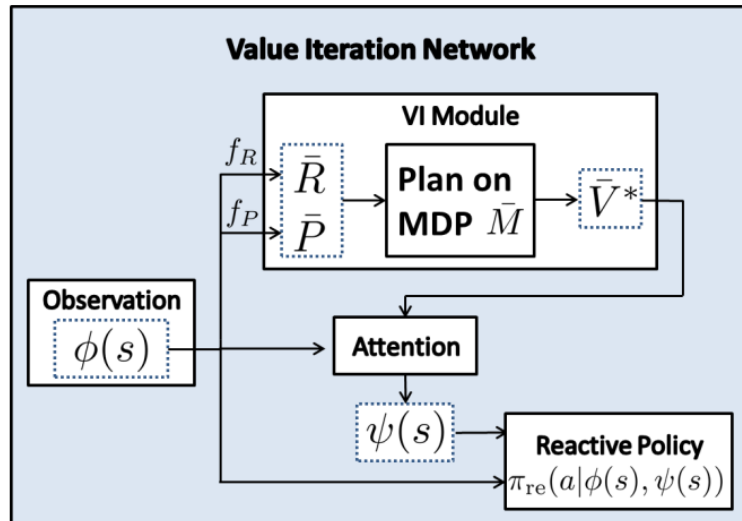 Value Iteration Network
VI Module
f_R
R̄
Plan on
MDP M̄
V̄*
f_P
P̄
Observation
ϕ(s)
Attention
ψ(s)
Reactive Policy
π_re(a|ϕ(s), ψ(s))